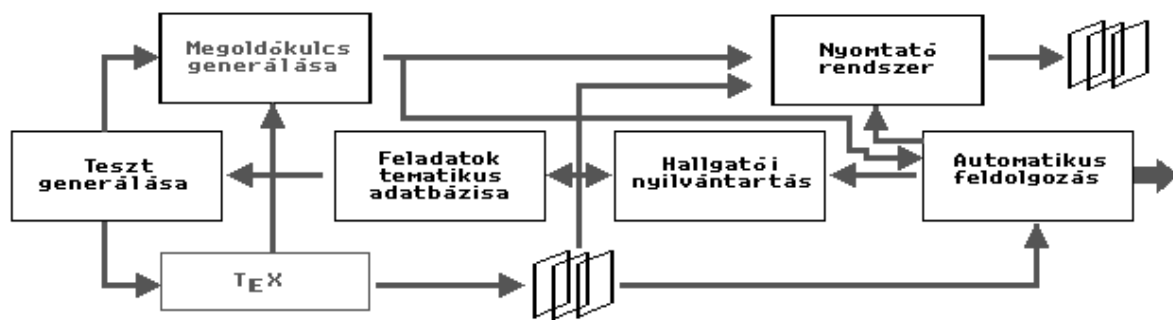 Megoldókulcs
generálása
Nyomtató
rendszer
Teszt
generálása
Feladatok
tematikus
adatbázisa
Hallgatói
nyilvántartás
Automatikus
feldolgozás
TEX